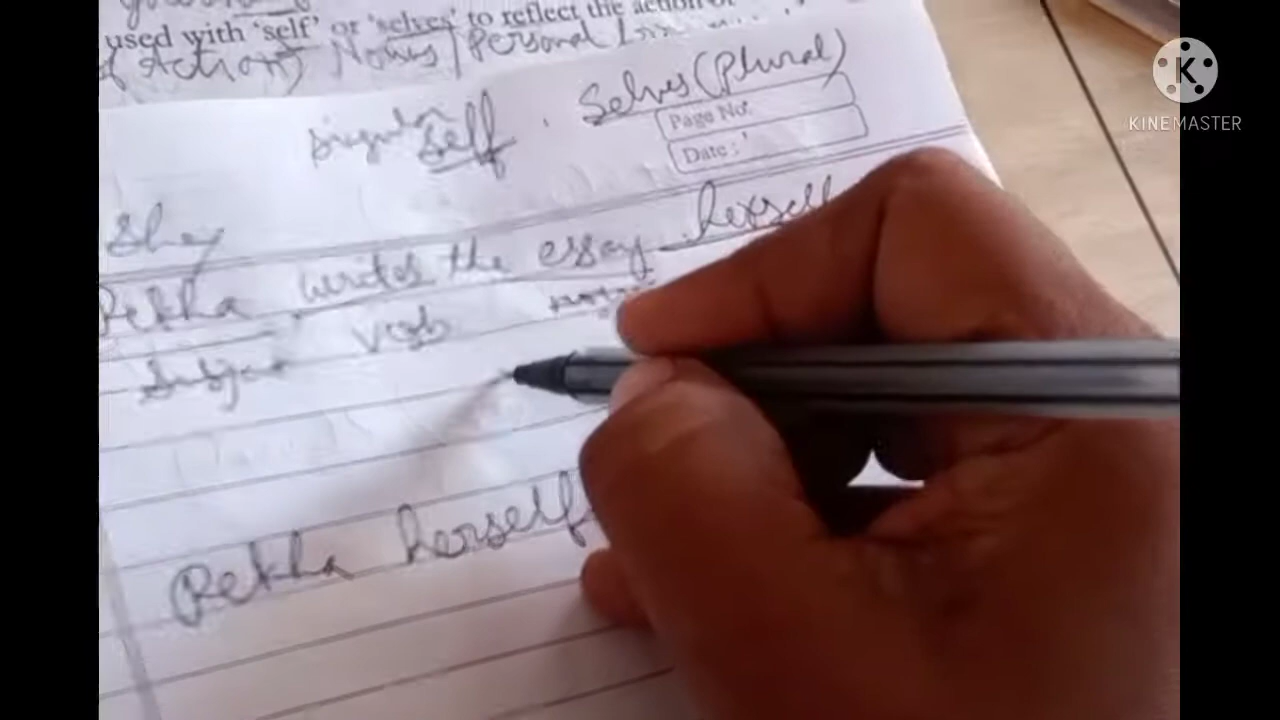 used with 'self' or 'selves' to reflect the action of
of Action) Nouns / Personal
singular self . Selves (Plural)
Page No.
Date :
She
Rekha writes the essay herself
Subject verb
Rekha herself
K
KINEMASTER